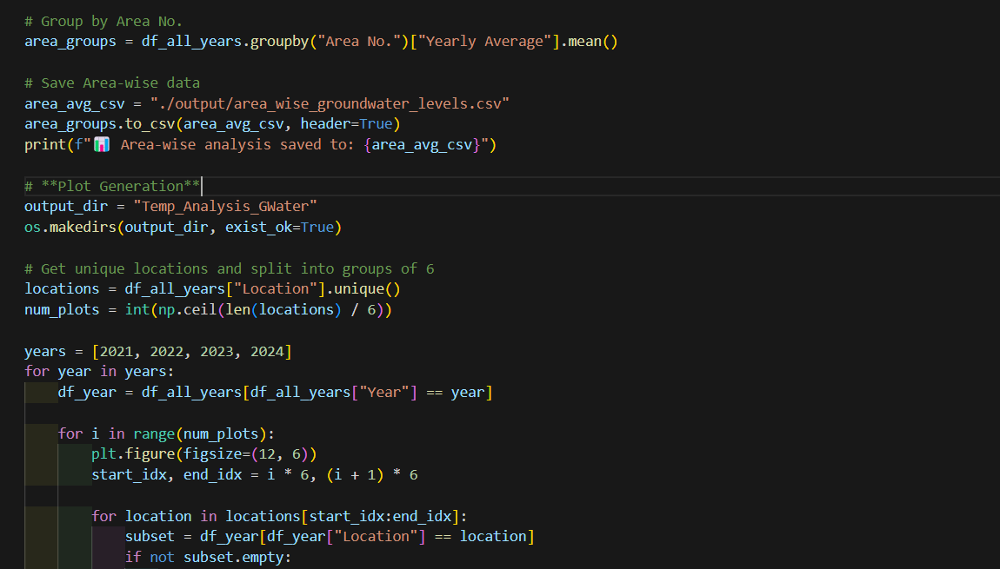 # Group by Area No.
area_groups = df_all_years.groupby("Area No.")["Yearly Average"].mean()
# Save Area-wise data
area_avg_csv = "./output/area_wise_groundwater_levels.csv"
area_groups.to_csv(area_avg_csv, header=True)
print(f"📊 Area-wise analysis saved to: {area_avg_csv}")
# **Plot Generation**
output_dir = "Temp_Analysis_GWater"
os.makedirs(output_dir, exist_ok=True)
# Get unique locations and split into groups of 6
locations = df_all_years["Location"].unique()
num_plots = int(np.ceil(len(locations) / 6))
years = [2021, 2022, 2023, 2024]
for year in years:
    df_year = df_all_years[df_all_years["Year"] == year]
    for i in range(num_plots):
        plt.figure(figsize=(12, 6))
        start_idx, end_idx = i * 6, (i + 1) * 6
        for location in locations[start_idx:end_idx]:
            subset = df_year[df_year["Location"] == location]
            if not subset.empty: